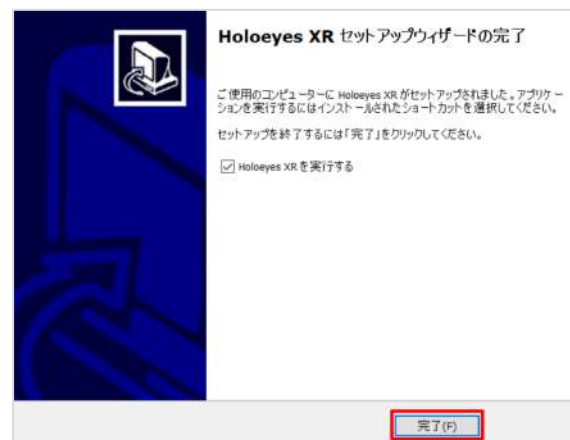 Holoeyes XR セットアップウィザードの完了
ご使用のコンピューターに Holoeyes XR がセットアップされました。アプリケー
ションを実行するにはインストールされたショートカットを選択してください。
セットアップを終了するには「完了」をクリックしてください。
Holoeyes XR を実行する
完了(F)